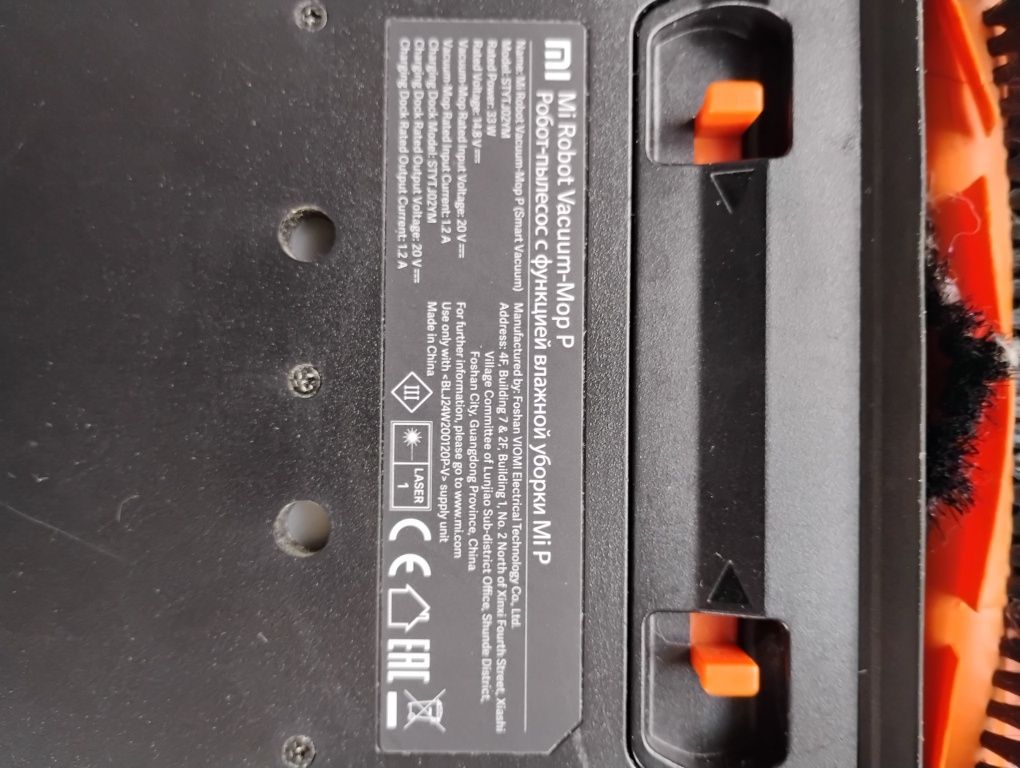 mi
Mi Robot Vacuum-Mop P
Робот-пылесос с функцией влажной уборки Mi P
Name: Mi Robot Vacuum-Mop P (Smart Vacuum)
Model: STYTJ02YM
Rated Power: 33 W
Rated Voltage: 14.8 V⎓
Vacuum-Mop Rated Input Voltage: 20 V⎓
Vacuum-Mop Rated Input Current: 1.2 A
Charging Dock Model: STYTJ02YM
Charging Dock Rated Output Voltage: 20 V⎓
Charging Dock Rated Output Current: 1.2 A
Manufactured by: Foshan VIOMI Electrical Technology Co., Ltd.
Address: 4F, Building 7 & 2F, Building 1, No. 2 North of Xinxi Fourth Street, Xiashi
Village Committee of Lunjiao Sub-district Office, Shunde District,
Foshan City, Guangdong Province, China
For further information, please go to www.mi.com
Use only with <BLJ24W200120P-V> supply unit
Made in China
III
LASER
1
CE
EAC